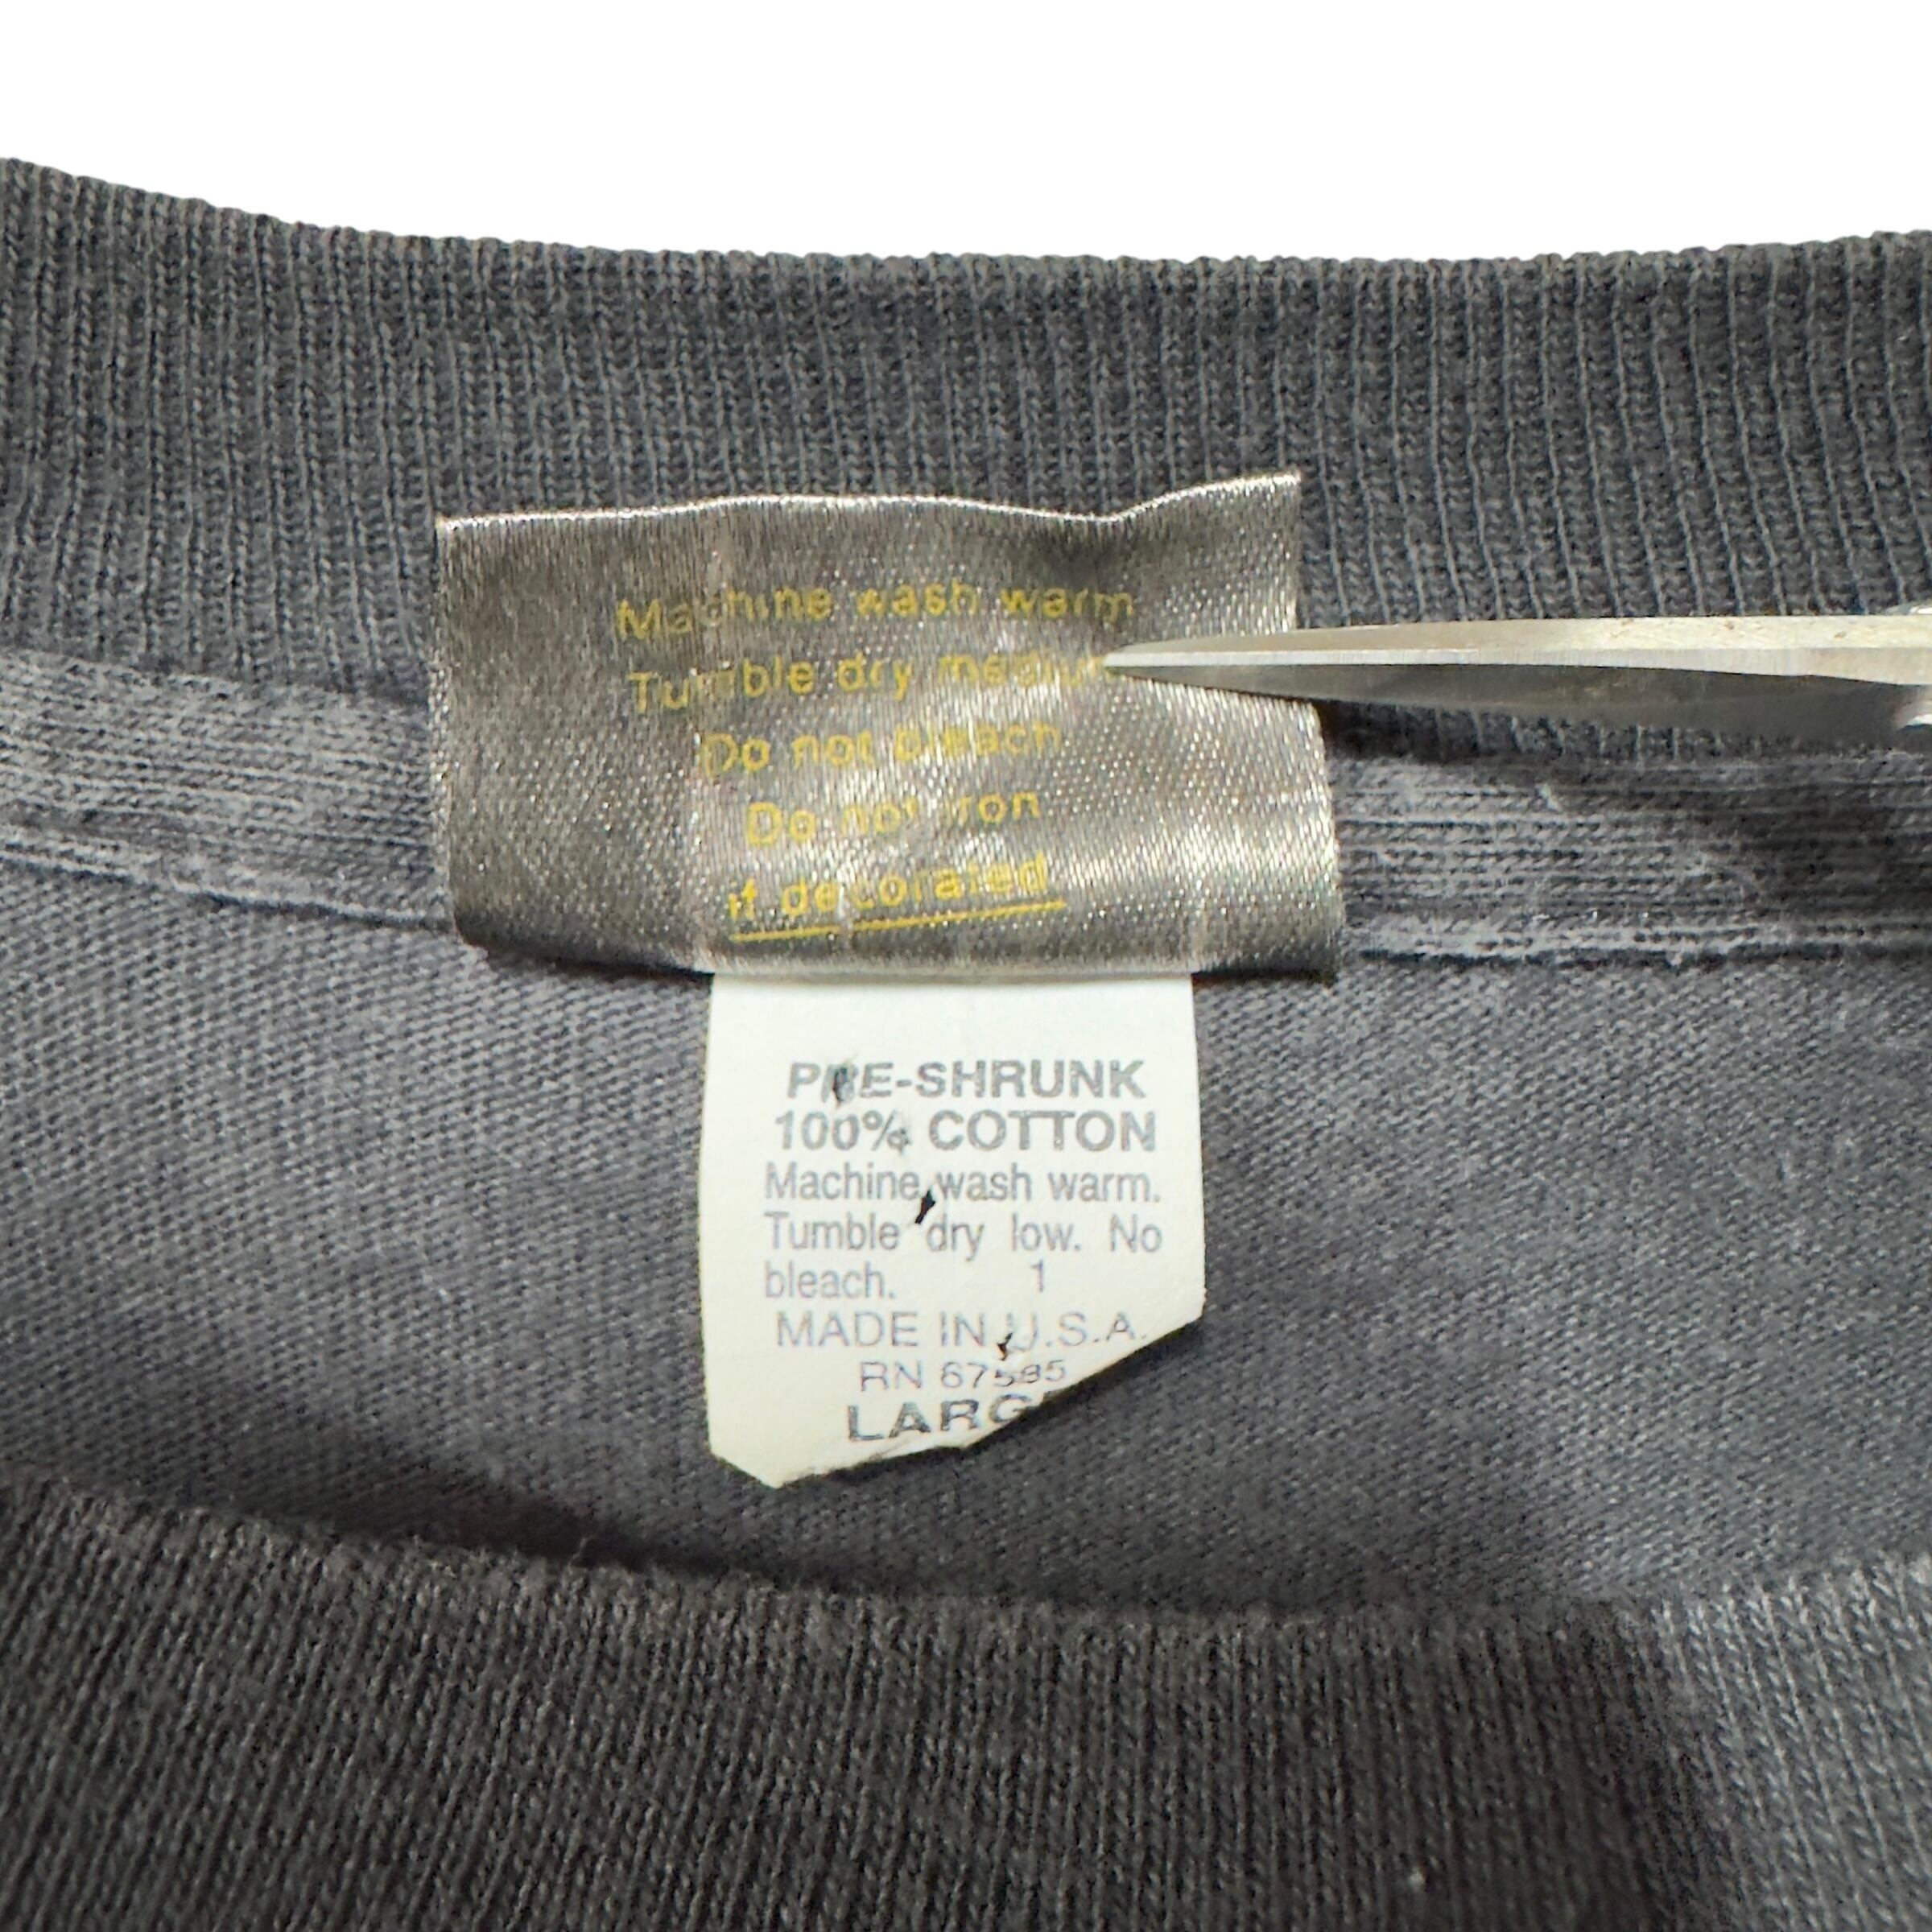 Machine wash warm
Tumble dry medium
Do not bleach
Do not iron
if decorated
PRE-SHRUNK
100% COTTON
Machine wash warm.
Tumble dry low. No
bleach. 1
MADE IN U.S.A.
RN 67585
LARG